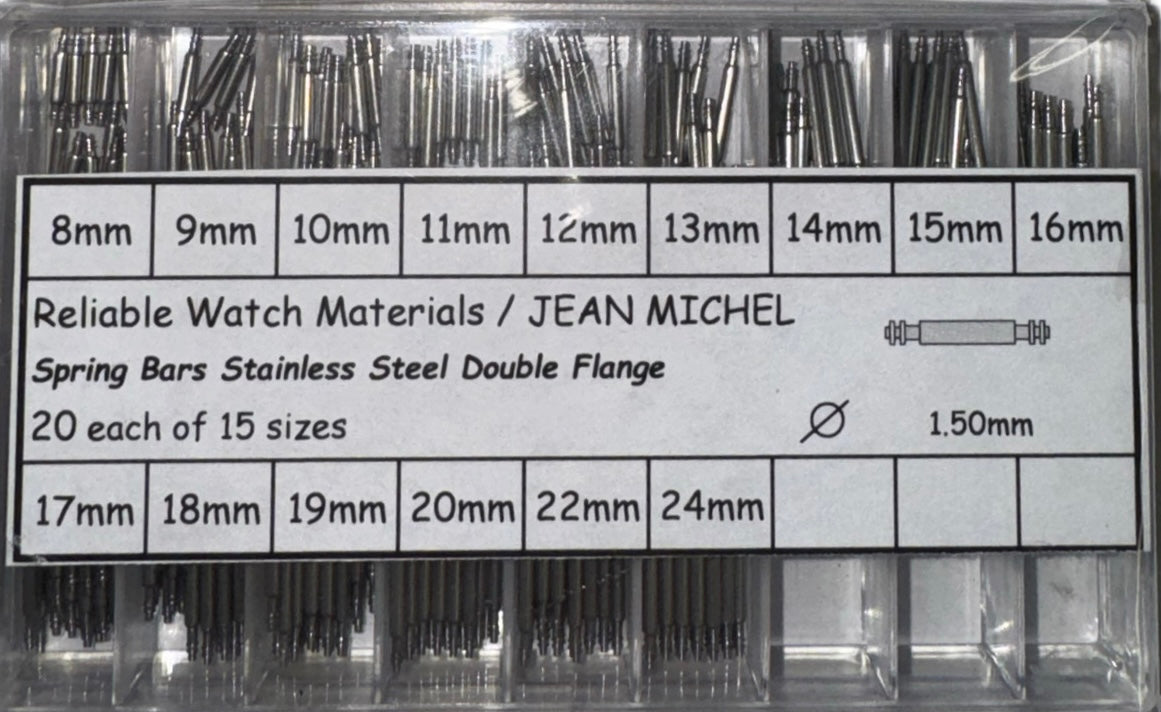 8mm 9mm 10mm 11mm 12mm 13mm 14mm 15mm 16mm
Reliable Watch Materials / JEAN MICHEL
Spring Bars Stainless Steel Double Flange
20 each of 15 sizes Ø 1.50mm
17mm 18mm 19mm 20mm 22mm 24mm